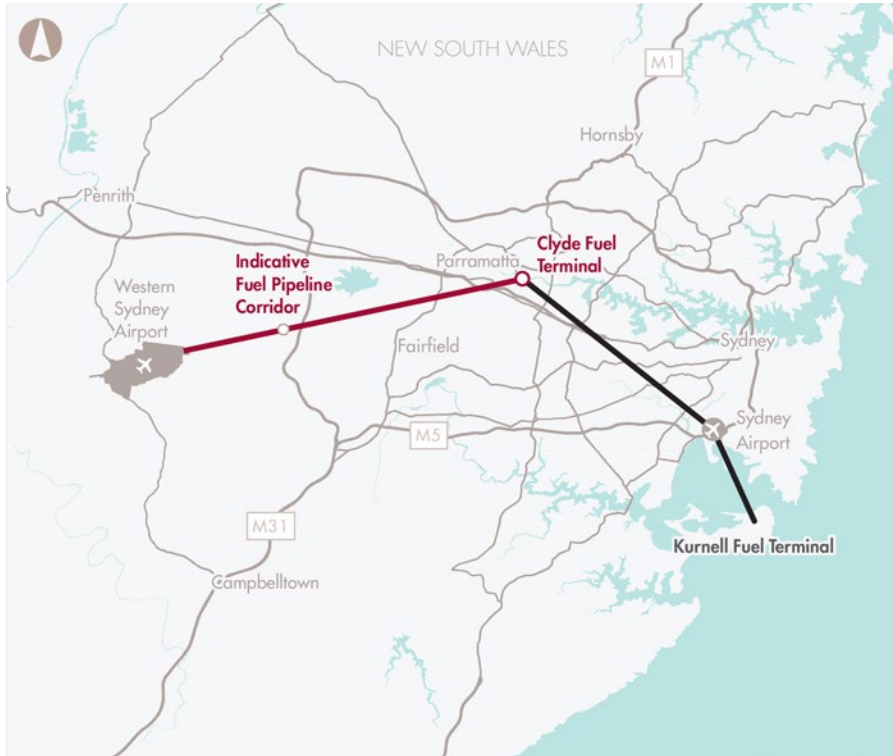 NEW SOUTH WALES
M1
Hornsby
Penrith
Clyde Fuel
Terminal
Parramatta
Indicative
Fuel Pipeline
Corridor
Western
Sydney
Airport
Fairfield
Sydney
Sydney
Airport
M5
M31
Kurnell Fuel Terminal
Campbelltown